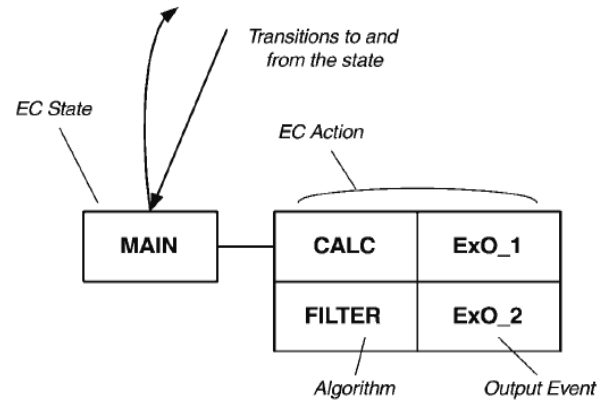 Transitions to and
from the state
EC State
EC Action
MAIN
CALC
ExO_1
FILTER
ExO_2
Algorithm
Output Event